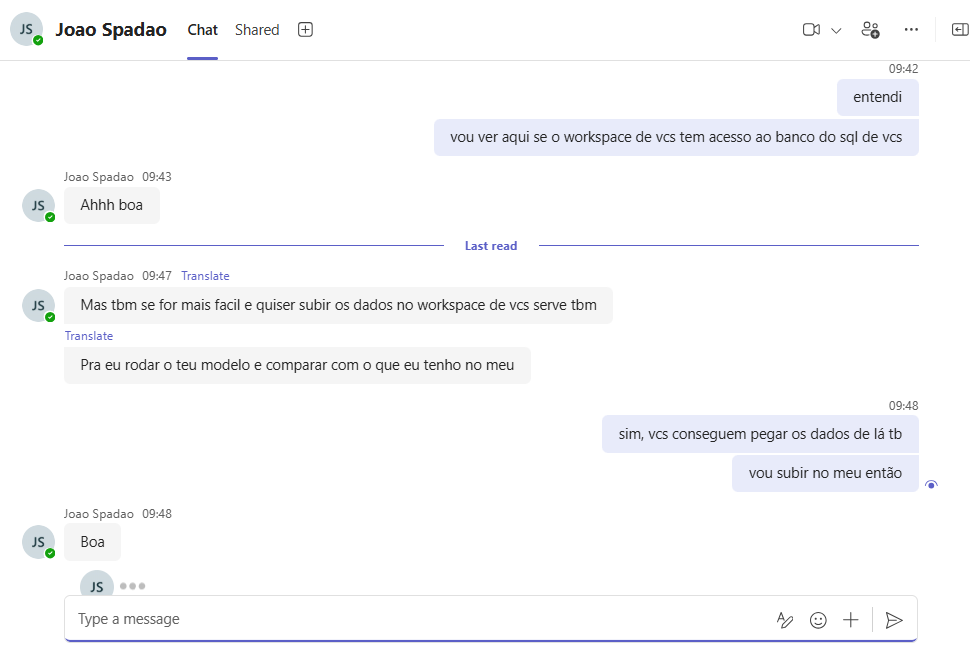 JS
Joao Spadao
Chat
Shared
09:42
entendi
vou ver aqui se o workspace de vcs tem acesso ao banco do sql de vcs
Joao Spadao 09:43
JS
Ahhh boa
Last read
Joao Spadao 09:47 Translate
JS
Mas tbm se for mais facil e quiser subir os dados no workspace de vcs serve tbm
Translate
Pra eu rodar o teu modelo e comparar com o que eu tenho no meu
09:48
sim, vcs conseguem pegar os dados de lá tb
vou subir no meu então
Joao Spadao 09:48
JS
Boa
JS
Type a message